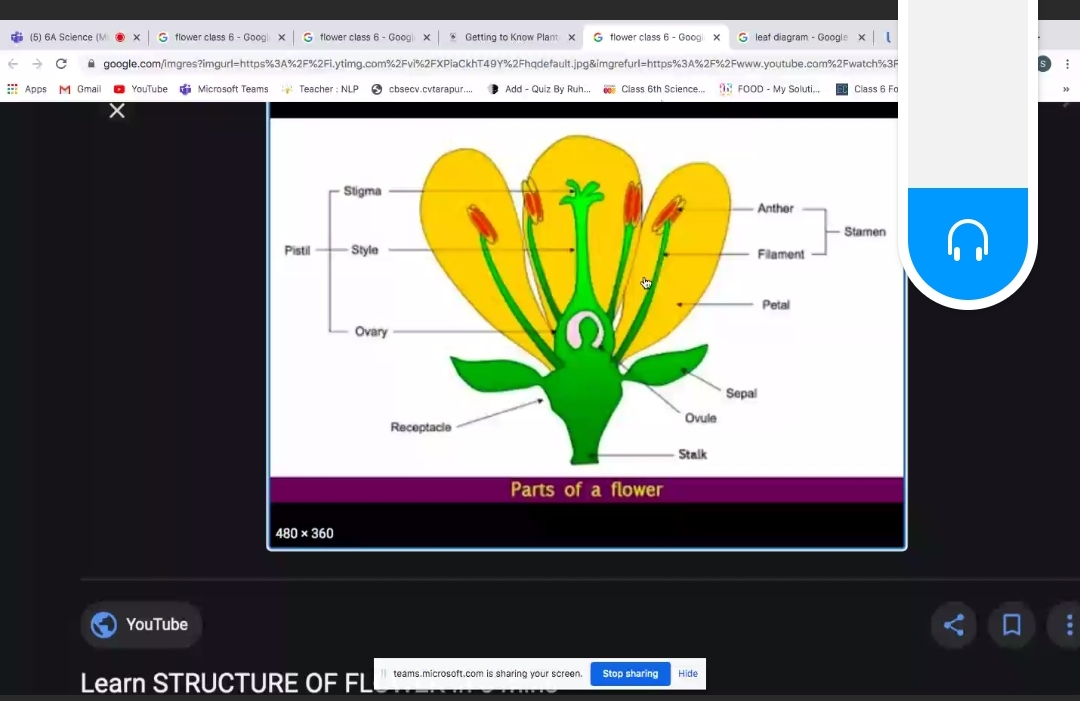 (5) 6A Science (M
flower class 6 - Googl
flower class 6 - Googl
Getting to Know Plant
flower class 6 - Goog
leaf diagram - Google
google.com/imgres?imgurl=https%3A%2F%2Fi.ytimg.com%2Fvi%2FXPiaCkhT49Y%2Fhqdefault.jpg&imgrefurl=https%3A%2F%2Fwww.youtube.com%2Fwatch%3F
S
Apps
Gmail
YouTube
Microsoft Teams
Teacher : NLP
cbsecv.cvtarapur....
Add - Quiz By Ruh...
Class 6th Science...
FOOD - My Soluti...
Class 6 Fo
Stigma
Anther
Stamen
Pistil
Style
Filament
Petal
Ovary
Sepal
Ovule
Receptacle
Stalk
Parts of a flower
480 × 360
YouTube
teams.microsoft.com is sharing your screen.
Stop sharing
Hide
Learn STRUCTURE OF